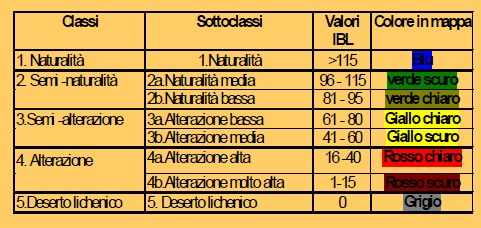 Classi Sottoclassi Valori IBL Colore in mappa
1. Naturalità 1.Naturalità >115 Blu
2. Semi -naturalità 2a.Naturalità media 96 - 115 verde scuro
2b.Naturalità bassa 81 - 95 verde chiaro
3.Semi -alterazione 3a.Alterazione bassa 61 - 80 Giallo chiaro
3b.Alterazione media 41 - 60 Giallo scuro
4. Alterazione 4a.Alterazione alta 16 -40 Rosso chiaro
4b.Alterazione molto alta 1-15 Rosso scuro
5.Deserto lichenico 5. Deserto lichenico 0 Grigio